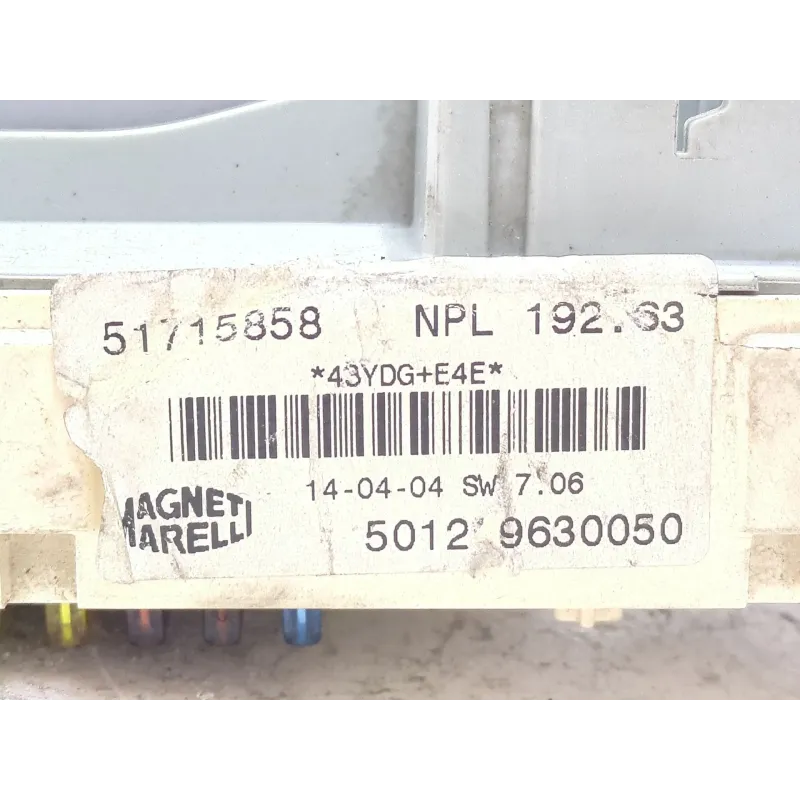 51715858 NPL 192.63
*43YDG+E4E*
14-04-04 SW 7.06
MAGNETI
MARELLI
5012 9630050